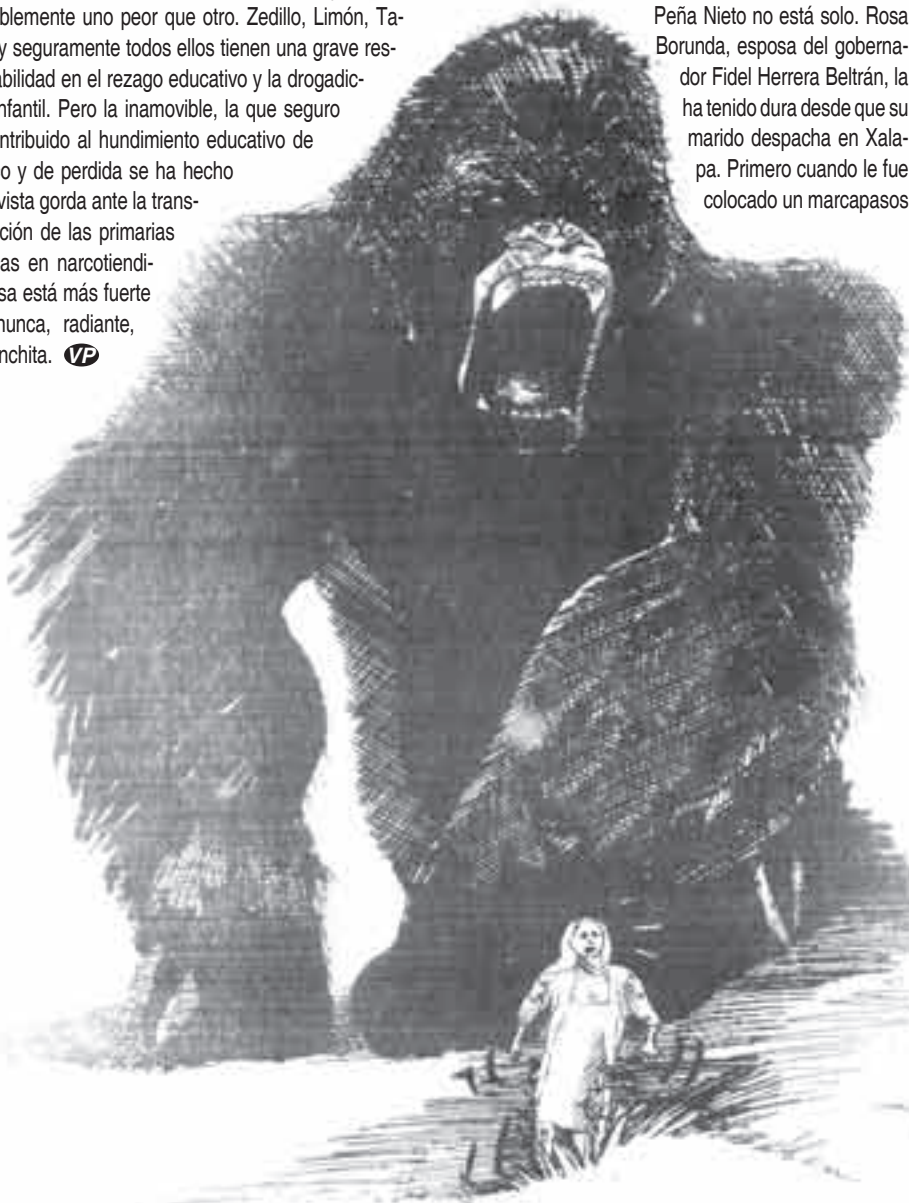 blemente uno peor que otro. Zedillo, Limón, Ta-
y seguramente todos ellos tienen una grave res-
abilidad en el rezago educativo y la drogadic-
nfantil. Pero la inamovible, la que seguro
ntribuido al hundimiento educativo de
o y de perdida se ha hecho
vista gorda ante la trans-
ción de las primarias
as en narcotiendi-
sa está más fuerte
nunca, radiante,
nchita. VP
Peña Nieto no está solo. Rosa
Borunda, esposa del goberna-
dor Fidel Herrera Beltrán, la
ha tenido dura desde que su
marido despacha en Xala-
pa. Primero cuando le fue
colocado un marcapasos